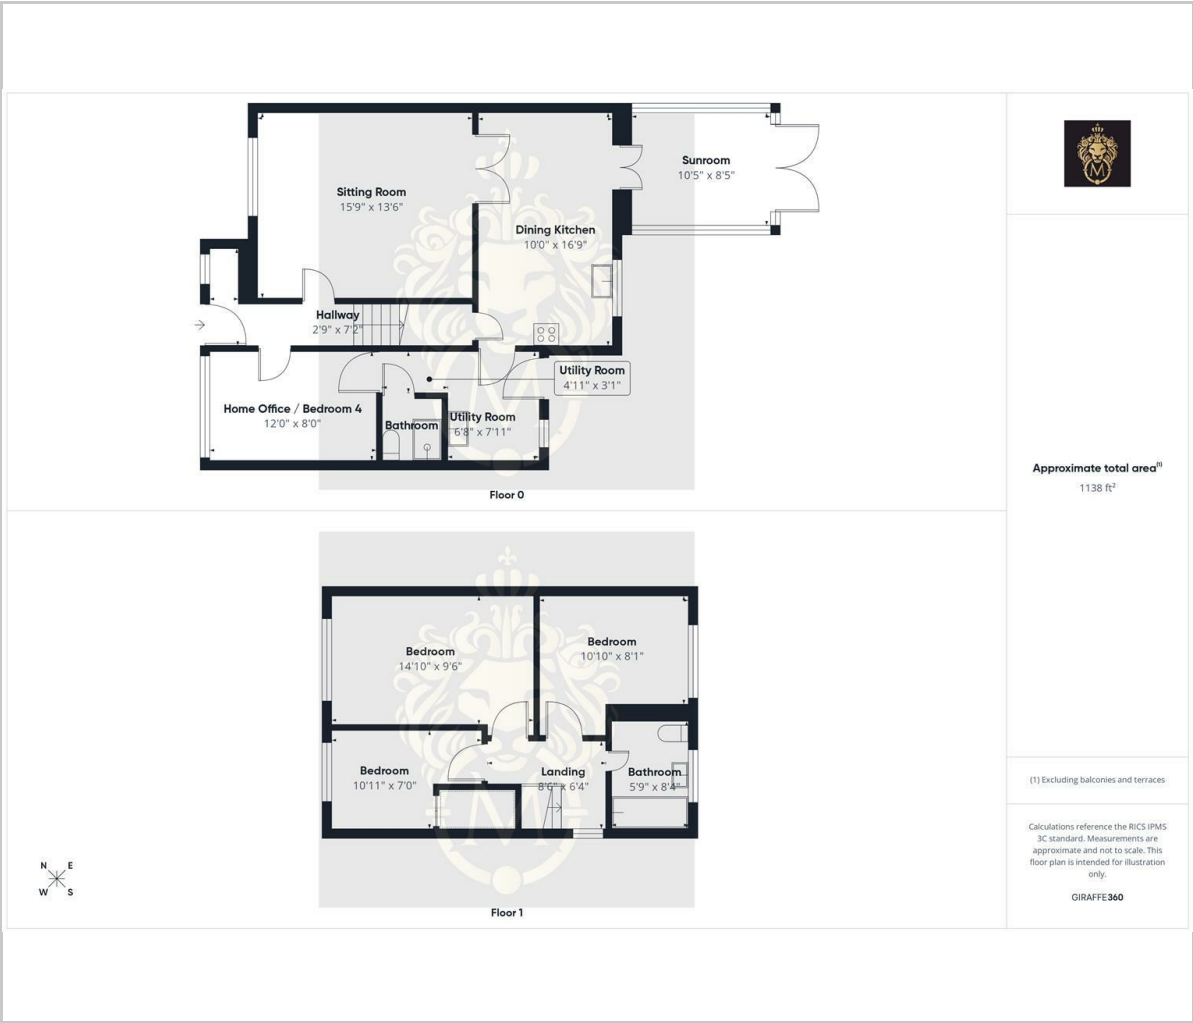 Sitting Room
15'9" x 13'6"
Sunroom
10'5" x 8'5"
Dining Kitchen
10'0" x 16'9"
Hallway
2'9" x 7'2"
Utility Room
4'11" x 3'1"
Home Office / Bedroom 4
12'0" x 8'0"
Bathroom
Utility Room
6'8" x 7'11"
Floor 0
Bedroom
14'10" x 9'6"
Bedroom
10'10" x 8'1"
Bedroom
10'11" x 7'0"
Landing
8'6" x 6'4"
Bathroom
5'9" x 8'4"
N E
W S
Floor 1
M
M
M
Approximate total area(1)
1138 ft²
(1) Excluding balconies and terraces
Calculations reference the RICS IPMS
3C standard. Measurements are
approximate and not to scale. This
floor plan is intended for illustration
only.
GIRAFFE360